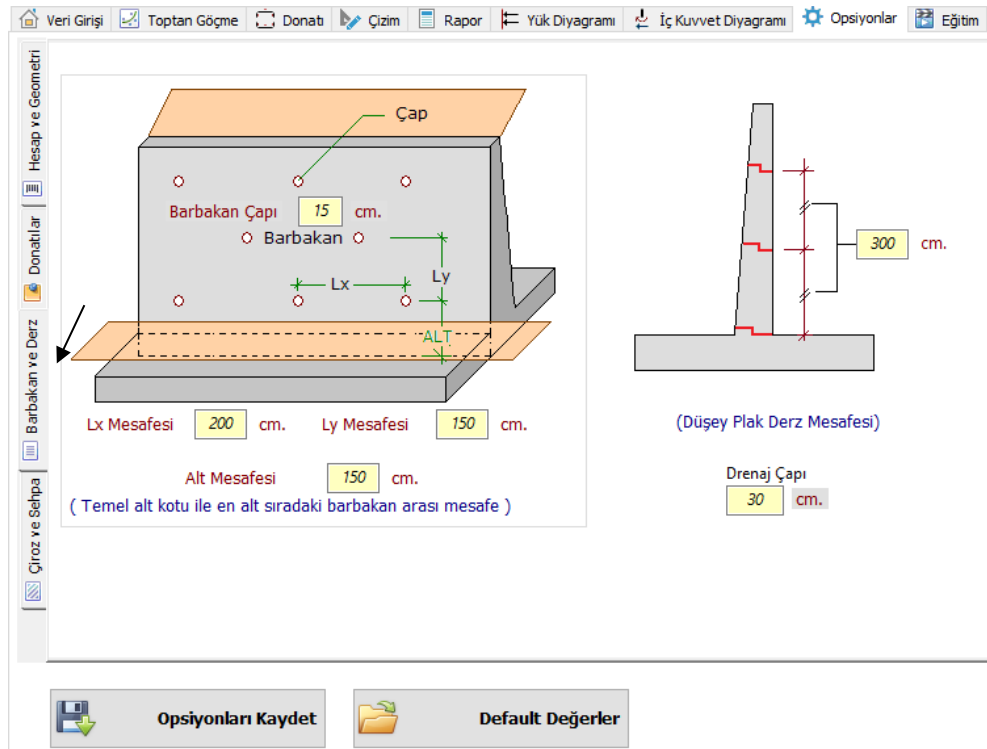 Veri Girişi Toptan Göçme Donatı Çizim Rapor Yük Diyagramı İç Kuvvet Diyagramı Opsiyonlar Eğitim
Hesap ve Geometri
Donatılar
Barbakan ve Derz
Çiroz ve Sehpa
Çap
Barbakan Çapı 15 cm.
Barbakan
Lx
Ly
ALT
Lx Mesafesi 200 cm. Ly Mesafesi 150 cm.
Alt Mesafesi 150 cm.
( Temel alt kotu ile en alt sıradaki barbakan arası mesafe )
300 cm.
(Düşey Plak Derz Mesafesi)
Drenaj Çapı
30 cm.
Opsiyonları Kaydet Default Değerler